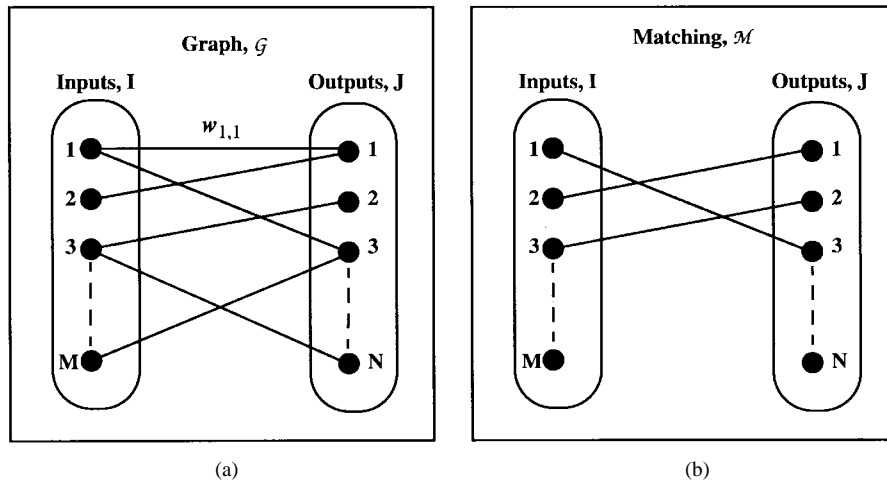 Graph, 𝒢
Inputs, I
Outputs, J
w1,1
1
1
2
2
3
3
M
N
(a)
Matching, ℳ
Inputs, I
Outputs, J
1
1
2
2
3
3
M
N
(b)